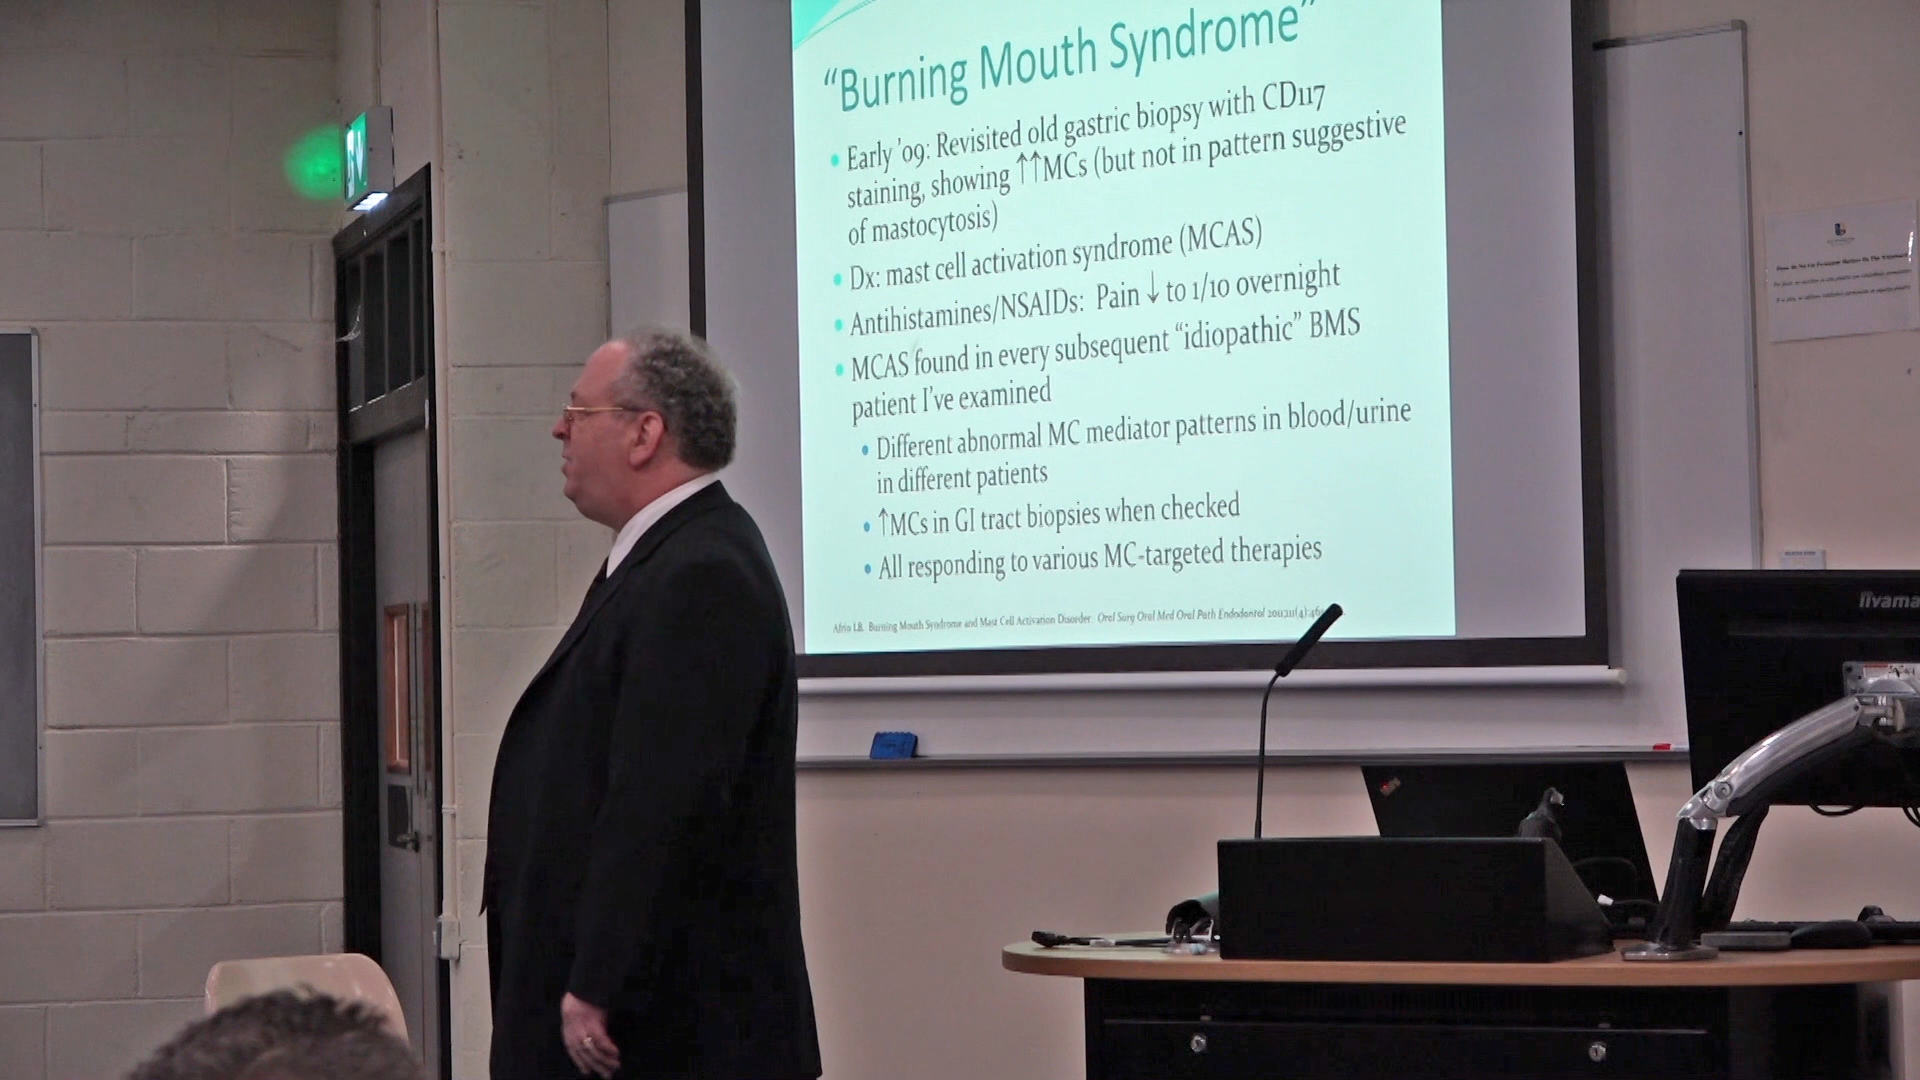 “Burning Mouth Syndrome”
• Early ’09: Revisited old gastric biopsy with CD117
staining, showing ↑↑MCs (but not in pattern suggestive
of mastocytosis)
• Dx: mast cell activation syndrome (MCAS)
• Antihistamines/NSAIDs: Pain ↓ to 1/10 overnight
• MCAS found in every subsequent “idiopathic” BMS
patient I’ve examined
• Different abnormal MC mediator patterns in blood/urine
in different patients
• ↑MCs in GI tract biopsies when checked
• All responding to various MC-targeted therapies
Afrin LB. Burning Mouth Syndrome and Mast Cell Activation Disorder. Oral Surg Oral Med Oral Path Endodontol
iiyama